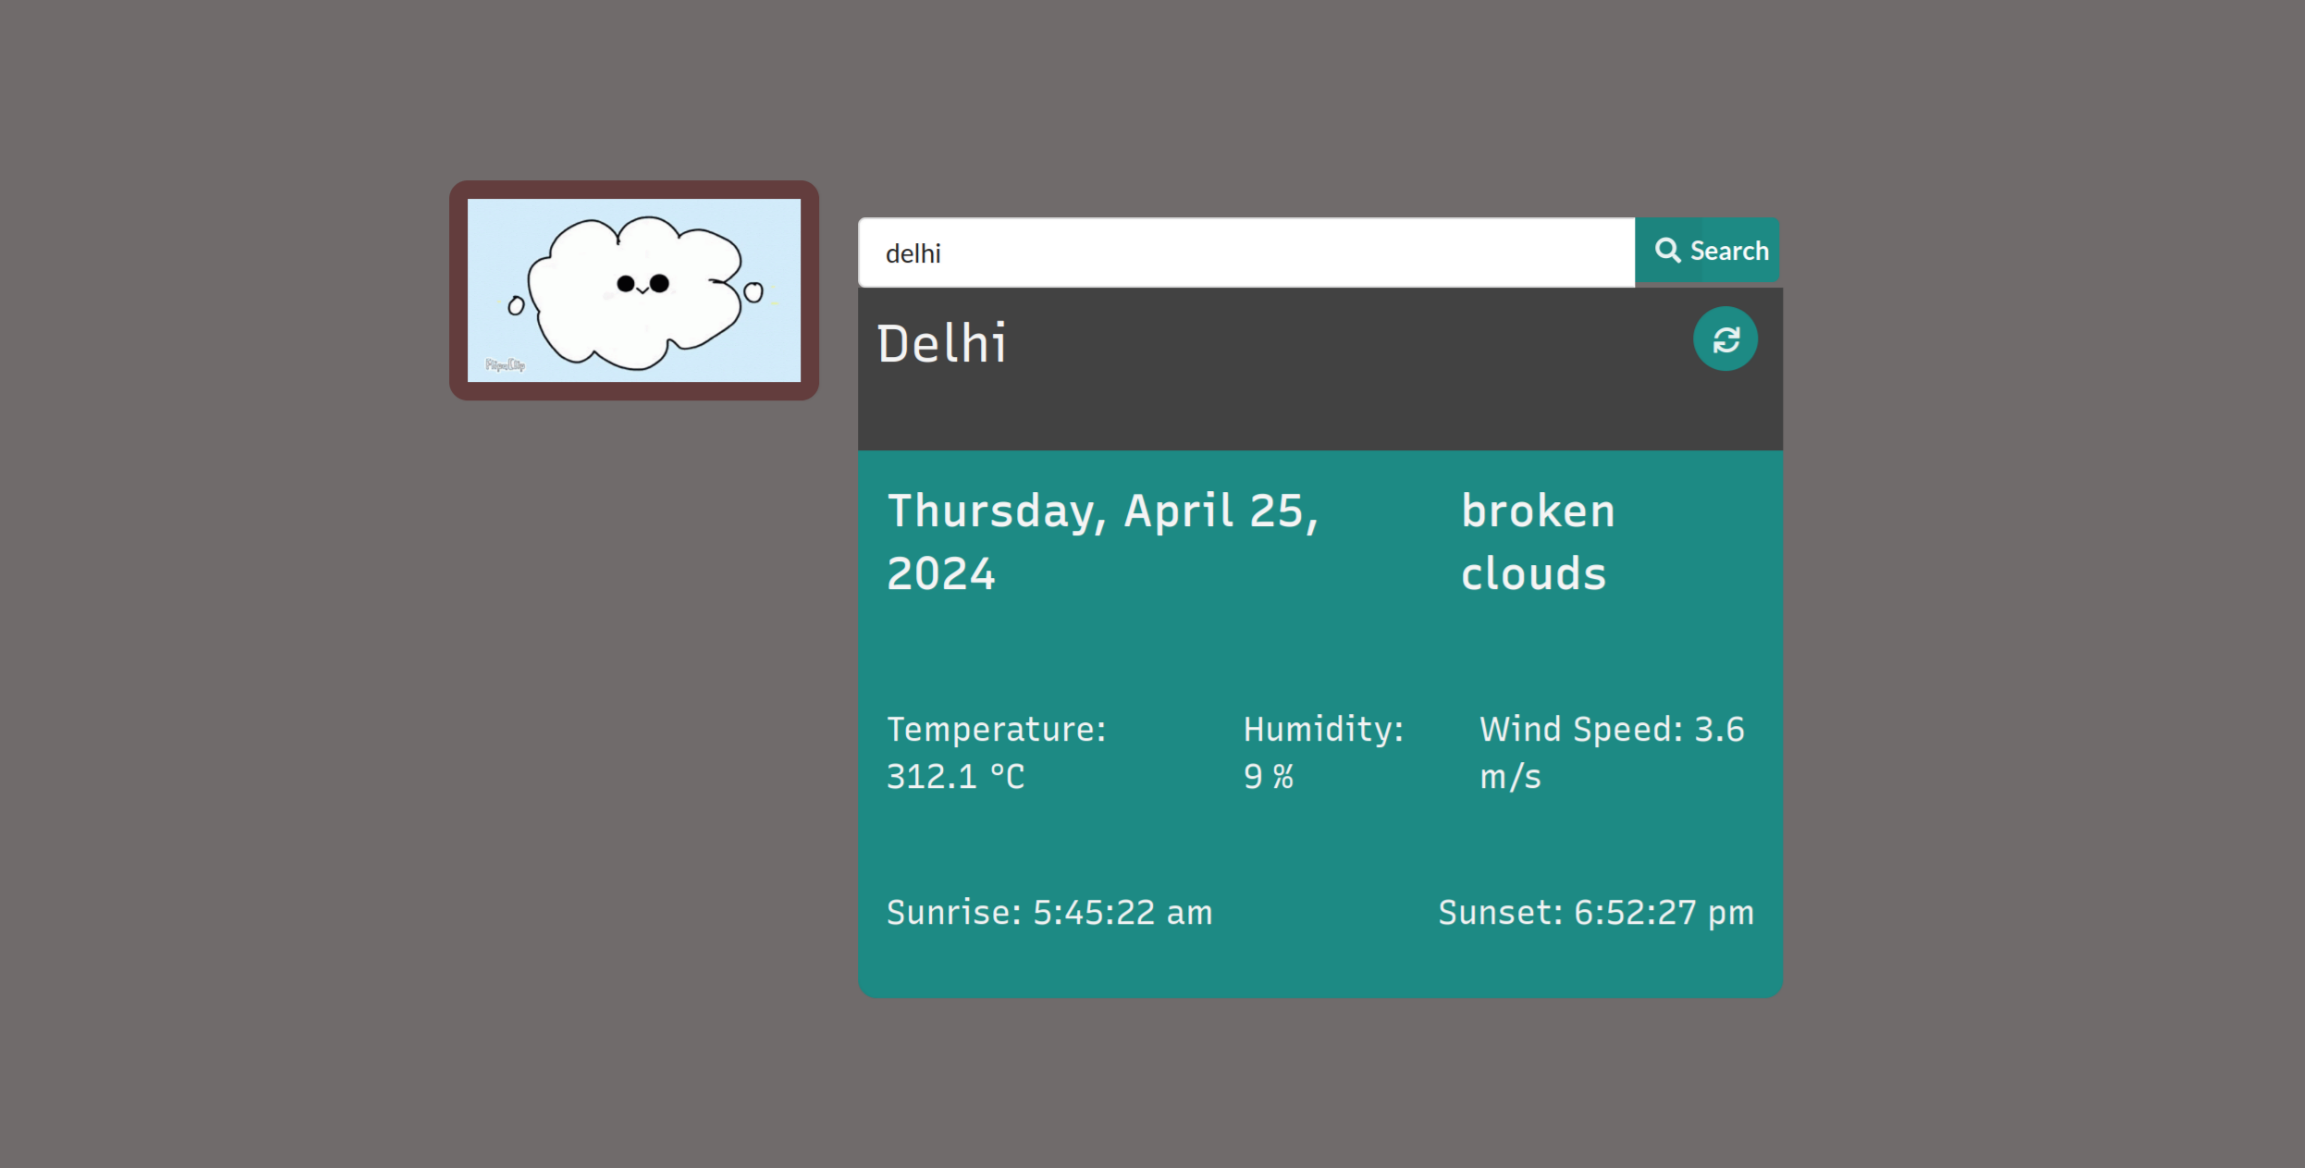 delhi
Search
Delhi
Thursday, April 25,
2024
broken
clouds
Temperature:
312.1 °C
Humidity:
9 %
Wind Speed: 3.6
m/s
Sunrise: 5:45:22 am
Sunset: 6:52:27 pm